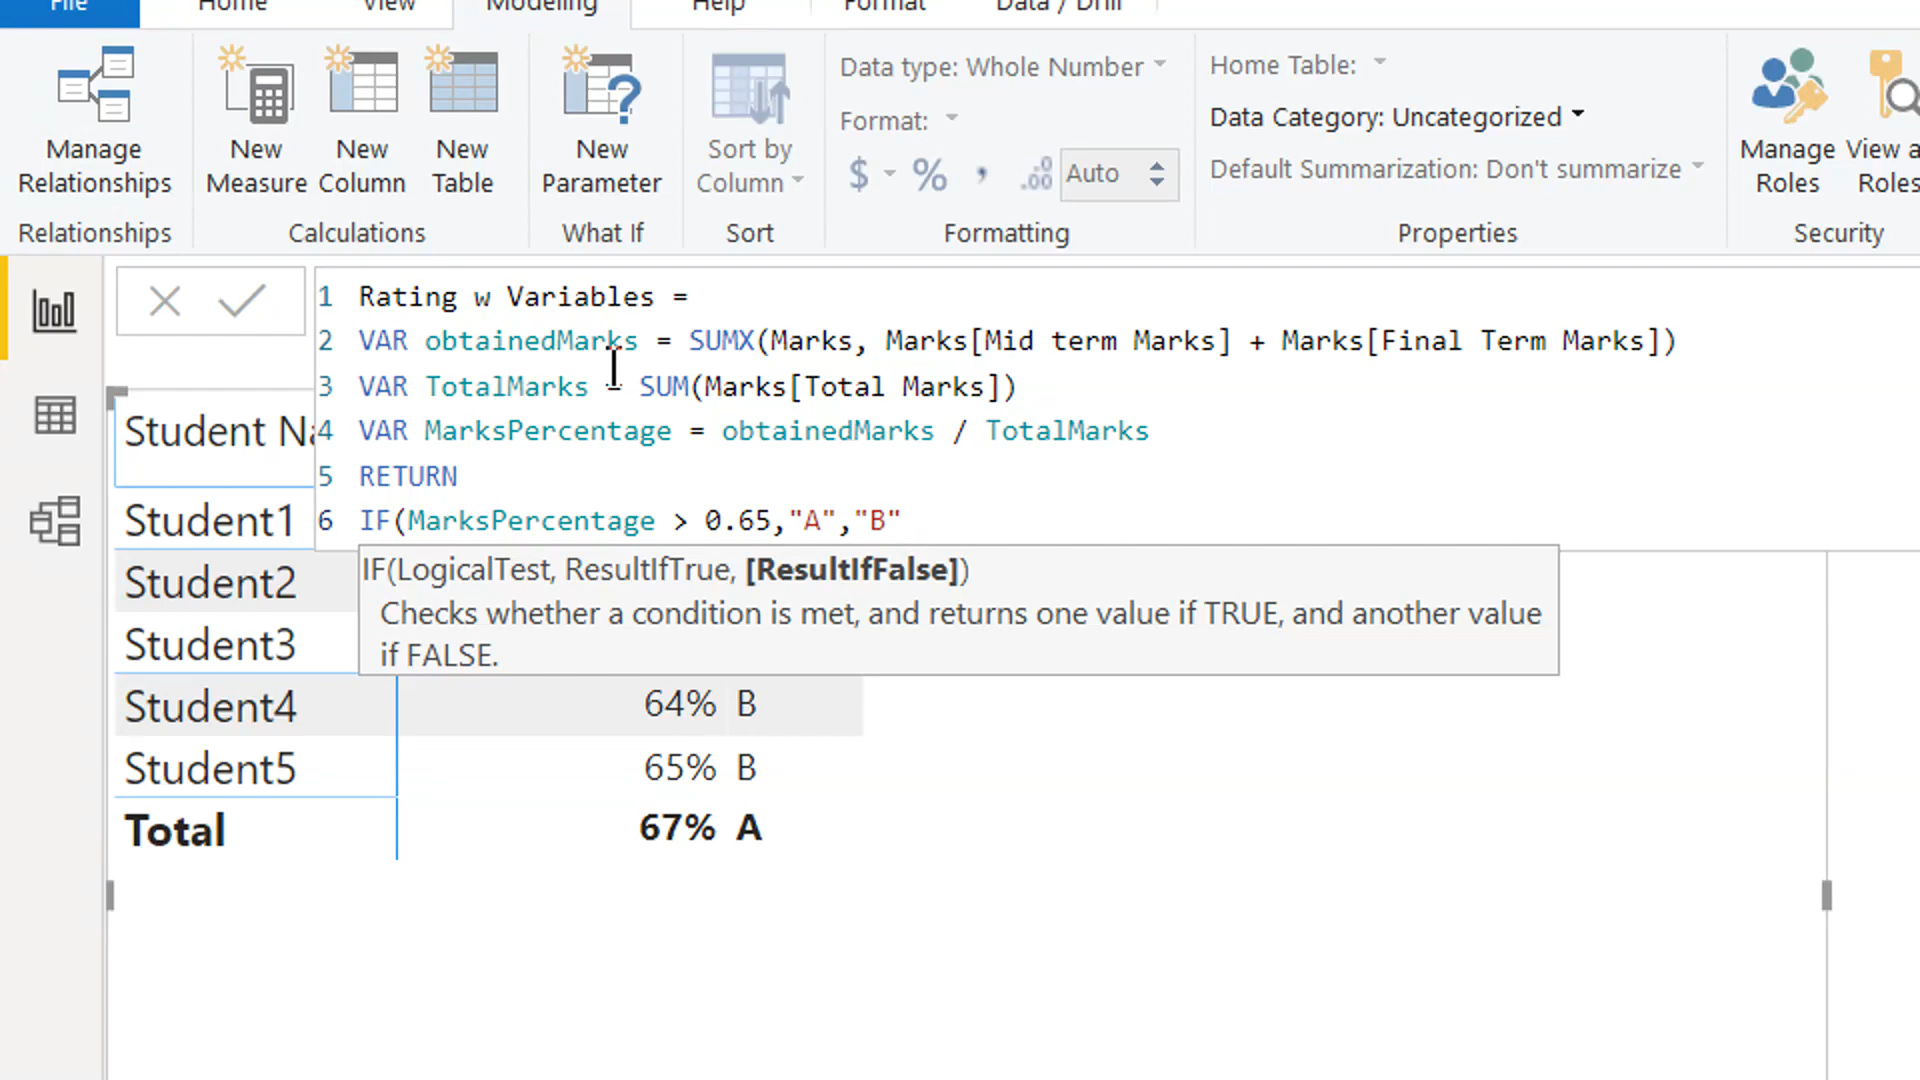 File Home View Modeling Help Format Data / Drill
Manage Relationships
New Measure
New Column
New Table
New Parameter
Sort by Column
Data type: Whole Number
Format:
$ % , .00 Auto
Home Table:
Data Category: Uncategorized
Default Summarization: Don't summarize
Manage Roles
View a
Roles
Relationships Calculations What If Sort Formatting Properties Security
1 Rating w Variables =
2 VAR obtainedMarks = SUMX(Marks, Marks[Mid term Marks] + Marks[Final Term Marks])
3 VAR TotalMarks = SUM(Marks[Total Marks])
4 VAR MarksPercentage = obtainedMarks / TotalMarks
5 RETURN
6 IF(MarksPercentage > 0.65,"A","B"
IF(LogicalTest, ResultIfTrue, [ResultIfFalse])
Checks whether a condition is met, and returns one value if TRUE, and another value
if FALSE.
Student Na
Student1
Student2
Student3
Student4 64% B
Student5 65% B
Total 67% A